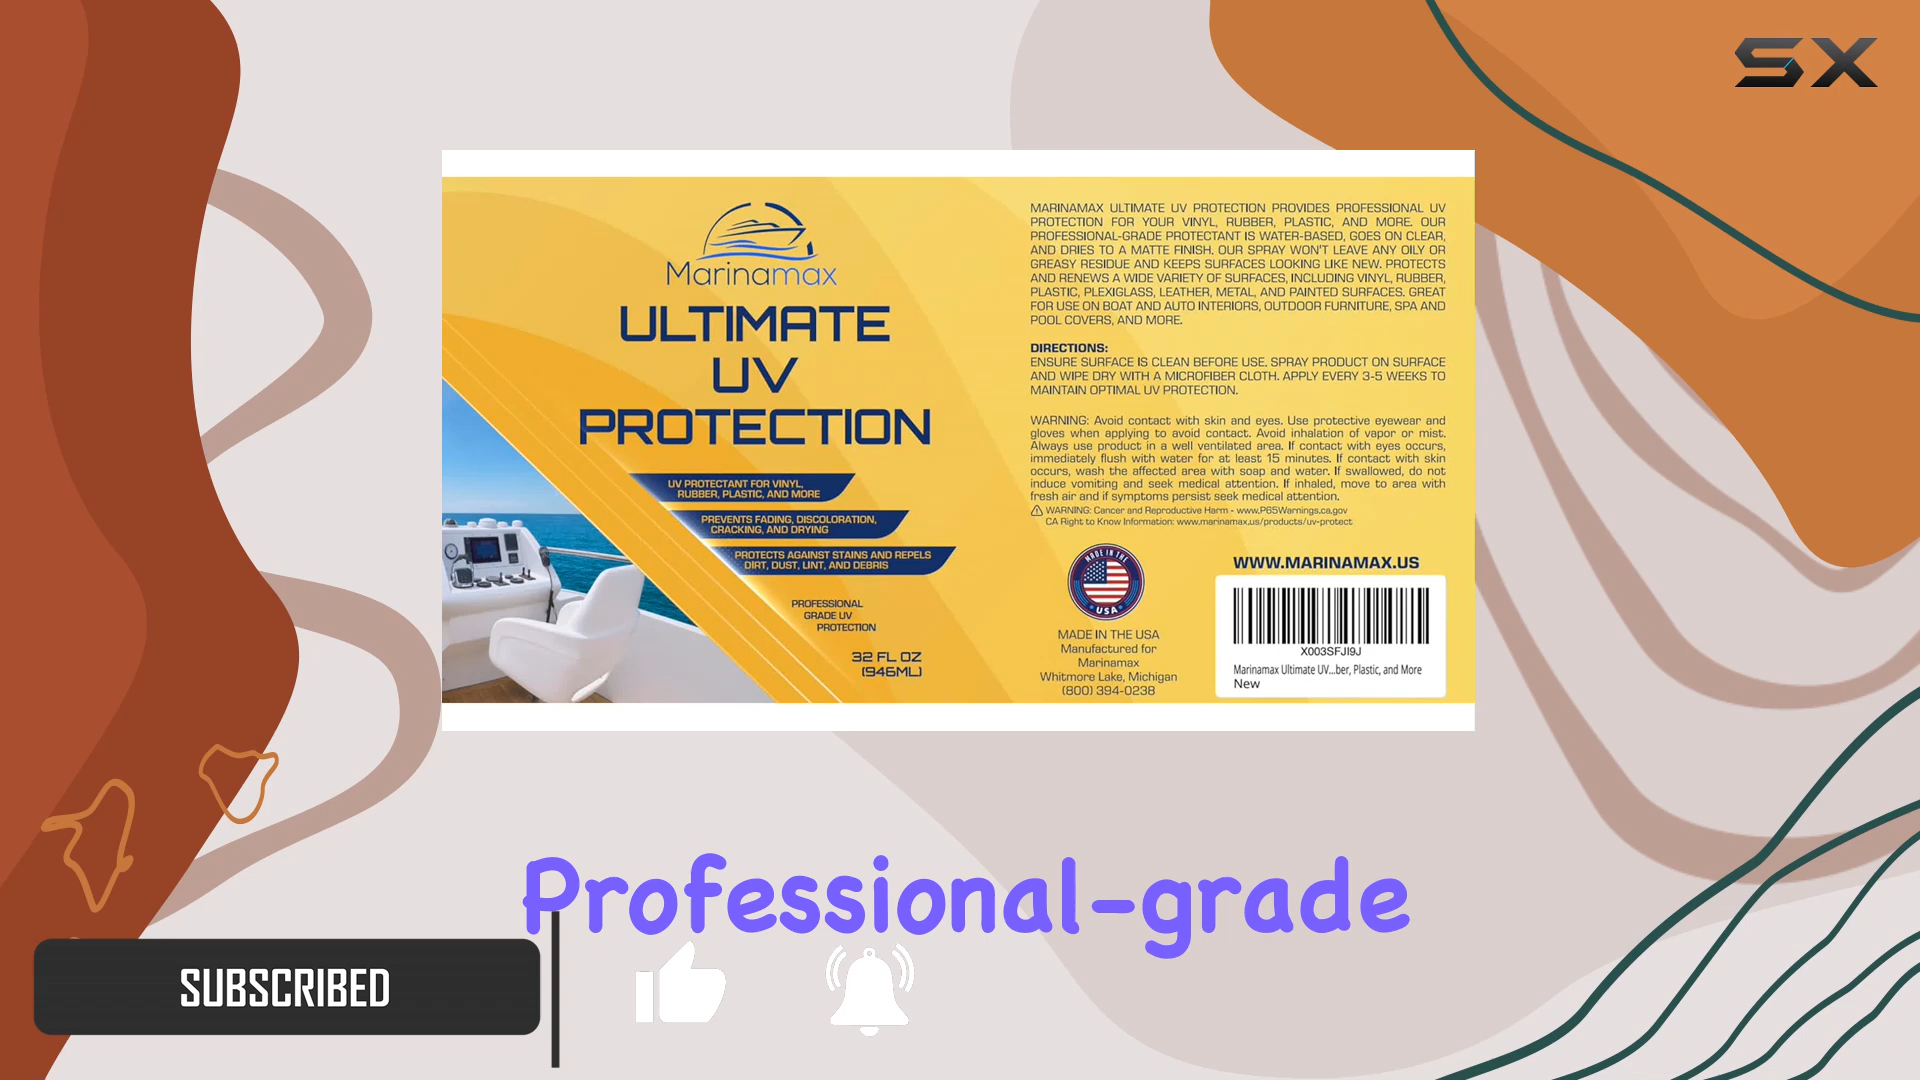 SX
Marinamax
ULTIMATE
UV
PROTECTION
UV PROTECTANT FOR VINYL,
RUBBER, PLASTIC, AND MORE
PREVENTS FADING, DISCOLORATION,
CRACKING, AND DRYING
PROTECTS AGAINST STAINS AND REPELS
DIRT, DUST, LINT, AND DEBRIS
PROFESSIONAL
GRADE UV
PROTECTION
32 FL OZ
(946ML)
MARINAMAX ULTIMATE UV PROTECTION PROVIDES PROFESSIONAL UV
PROTECTION FOR YOUR VINYL, RUBBER, PLASTIC, AND MORE. OUR
PROFESSIONAL-GRADE PROTECTANT IS WATER-BASED, GOES ON CLEAR,
AND DRIES TO A MATTE FINISH. OUR SPRAY WON'T LEAVE ANY OILY OR
GREASY RESIDUE AND KEEPS SURFACES LOOKING LIKE NEW. PROTECTS
AND RENEWS A WIDE VARIETY OF SURFACES, INCLUDING VINYL, RUBBER,
PLASTIC, PLEXIGLASS, LEATHER, METAL, AND PAINTED SURFACES. GREAT
FOR USE ON BOAT AND AUTO INTERIORS, OUTDOOR FURNITURE, SPA AND
POOL COVERS, AND MORE.
DIRECTIONS:
ENSURE SURFACE IS CLEAN BEFORE USE. SPRAY PRODUCT ON SURFACE
AND WIPE DRY WITH A MICROFIBER CLOTH. APPLY EVERY 3-5 WEEKS TO
MAINTAIN OPTIMAL UV PROTECTION.
WARNING: Avoid contact with skin and eyes. Use protective eyewear and
gloves when applying to avoid contact. Avoid inhalation of vapor or mist.
Always use product in a well ventilated area. If contact with eyes occurs,
immediately flush with water for at least 15 minutes. If contact with skin
occurs, wash the affected area with soap and water. If swallowed, do not
induce vomiting and seek medical attention. If inhaled, move to area with
fresh air and if symptoms persist seek medical attention.
WARNING: Cancer and Reproductive Harm - www.P65Warnings.ca.gov
CA Right to Know Information: www.marinamax.us/products/uv-protect
MADE IN THE
USA
MADE IN THE USA
Manufactured for
Marinamax
Whitmore Lake, Michigan
(800) 394-0238
WWW.MARINAMAX.US
X003SFJI9J
Marinamax Ultimate UV...ber, Plastic, and More
New
Professional-grade
SUBSCRIBED